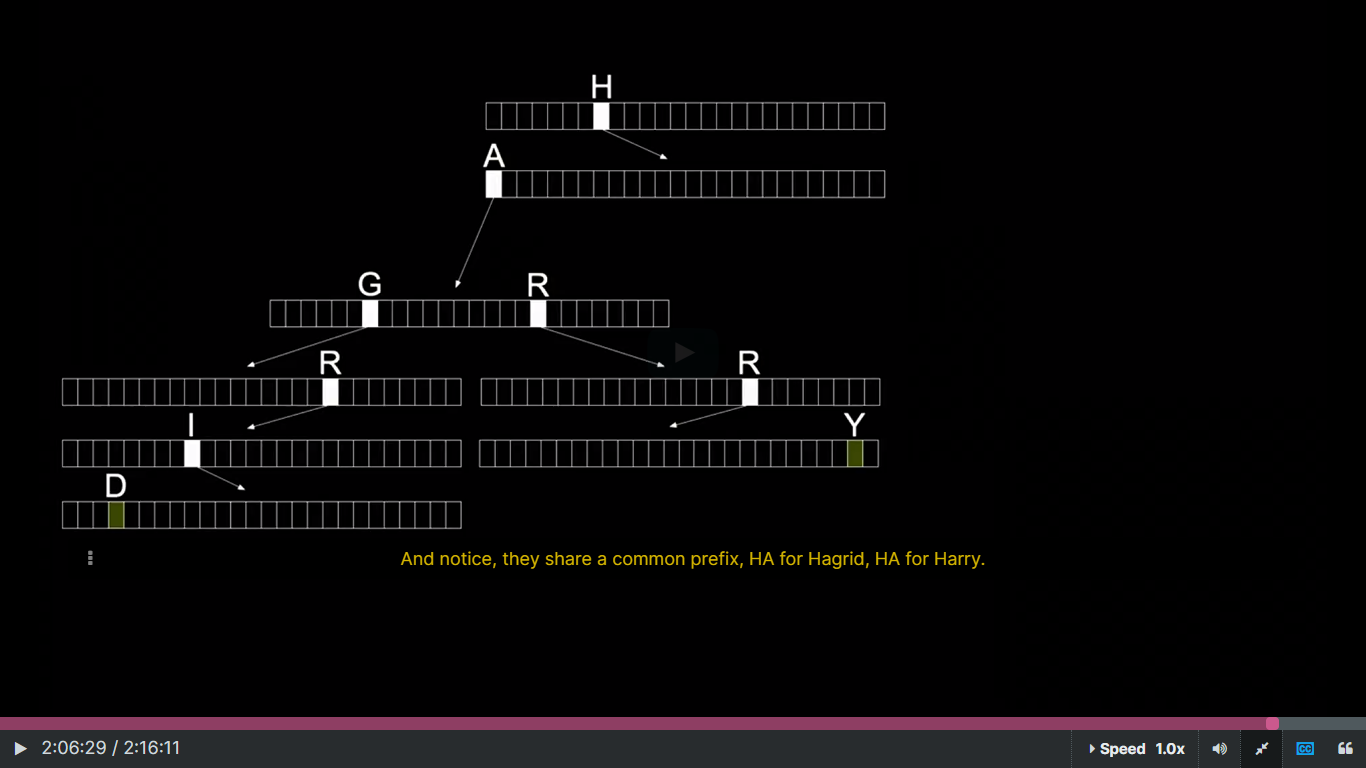 H
A
G R
R R
I Y
D
And notice, they share a common prefix, HA for Hagrid, HA for Harry.
2:06:29 / 2:16:11 Speed 1.0x CC